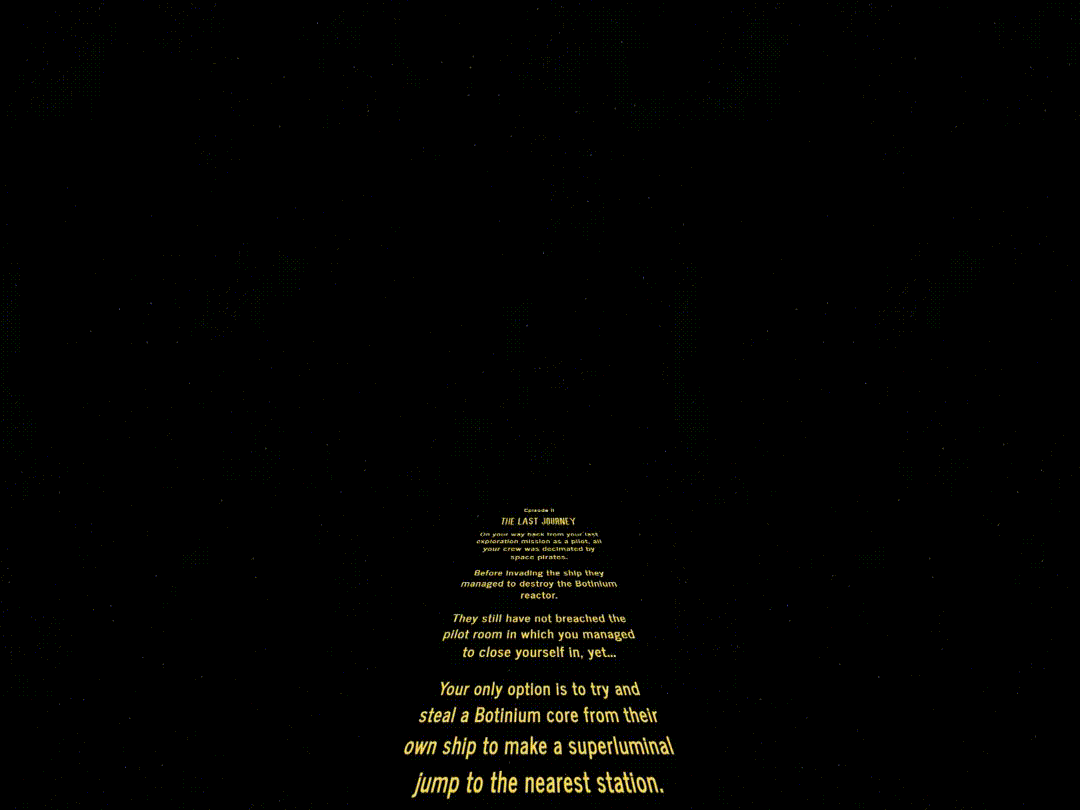 Episode II
THE LAST JOURNEY
On your way back from your last
exploration mission as a pilot, all
your crew was decimated by
space pirates.
Before invading the ship they
managed to destroy the Botinium
reactor.
They still have not breached the
pilot room in which you managed
to close yourself in, yet...
Your only option is to try and
steal a Botinium core from their
own ship to make a superluminal
jump to the nearest station.